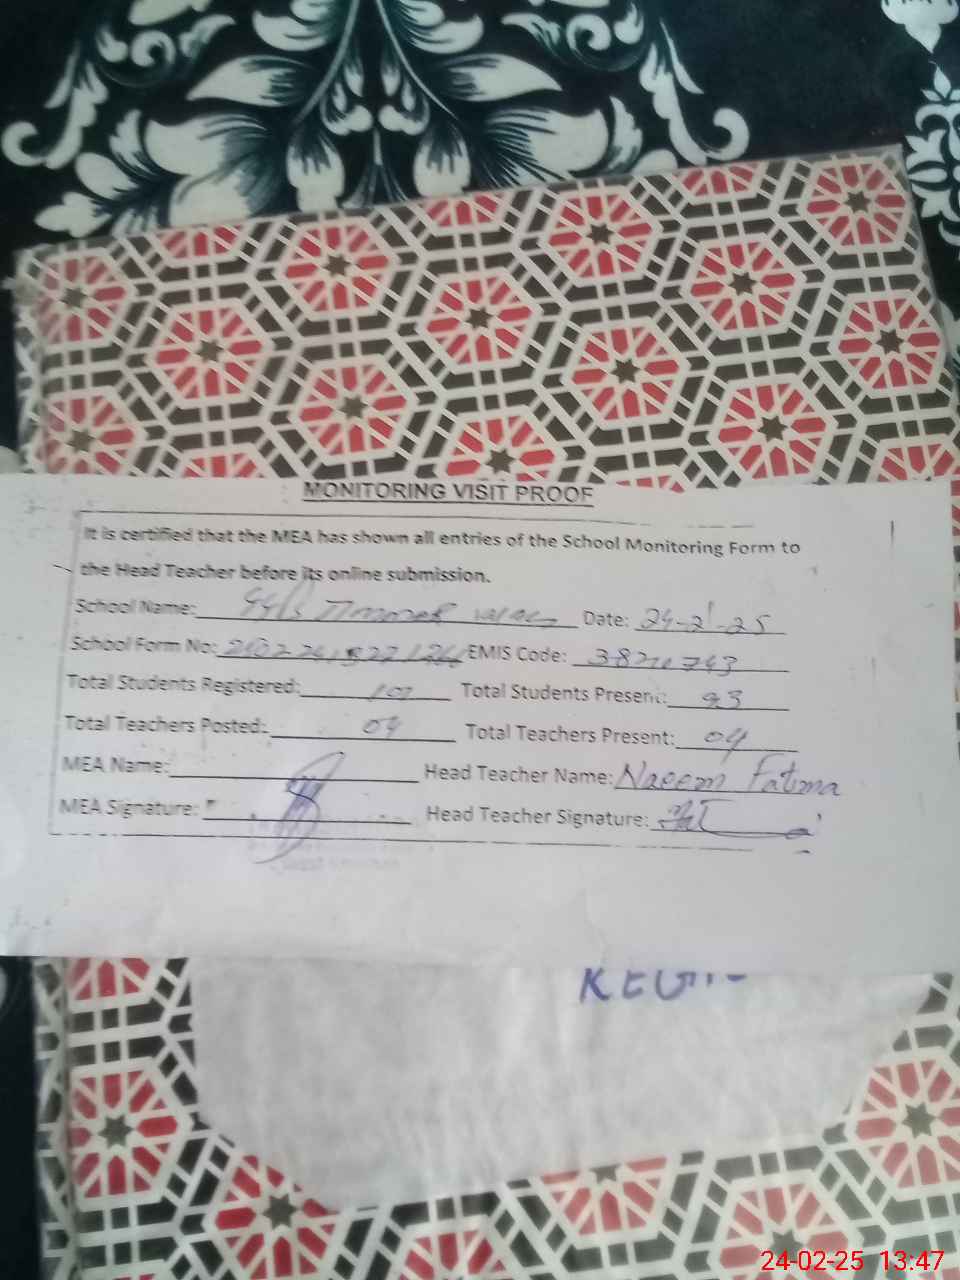 MONITORING VISIT PROOF
It is certified that the MEA has shown all entries of the School Monitoring Form to
the Head Teacher before its online submission.
School Name: Date: 24-2-25
School Form No: EMIS Code:
Total Students Registered: 107 Total Students Present: 93
Total Teachers Posted: 04 Total Teachers Present: 04
MEA Name: Head Teacher Name: Naeem Fatima
MEA Signature: Head Teacher Signature:
24-02-25 13:47